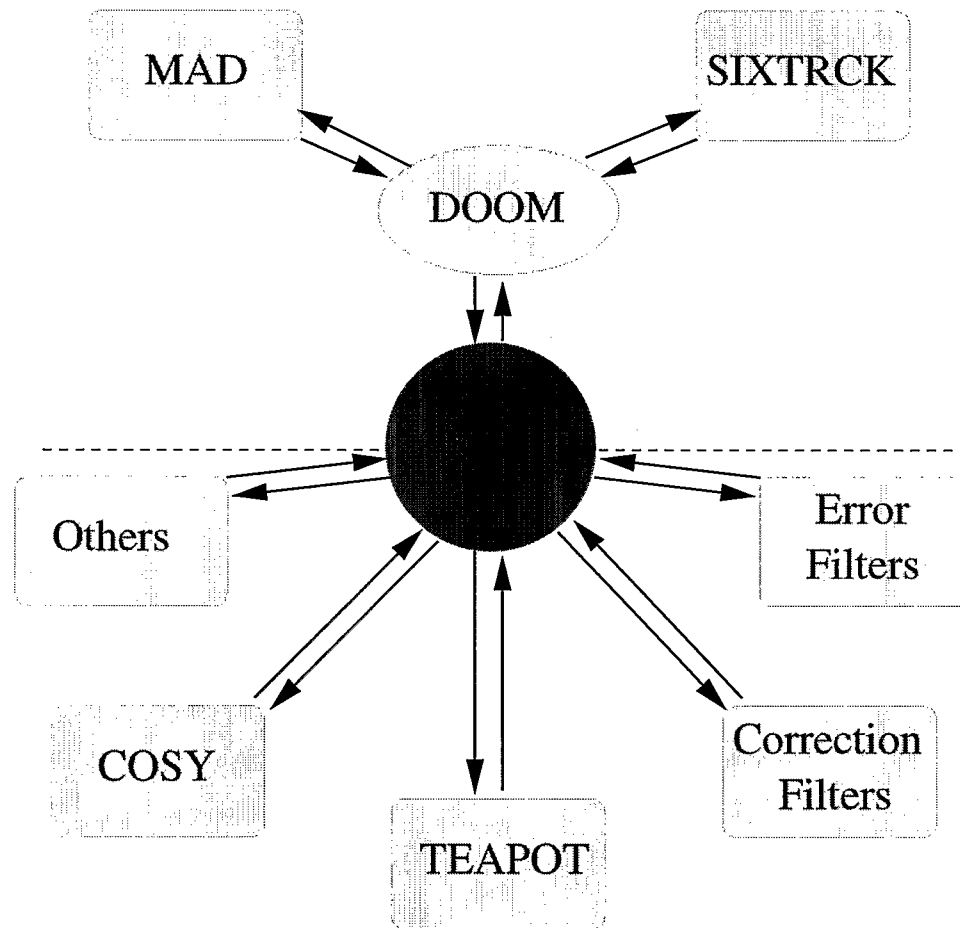 MAD
SIXTRCK
DOOM
Others
Error
Filters
COSY
Correction
Filters
TEAPOT